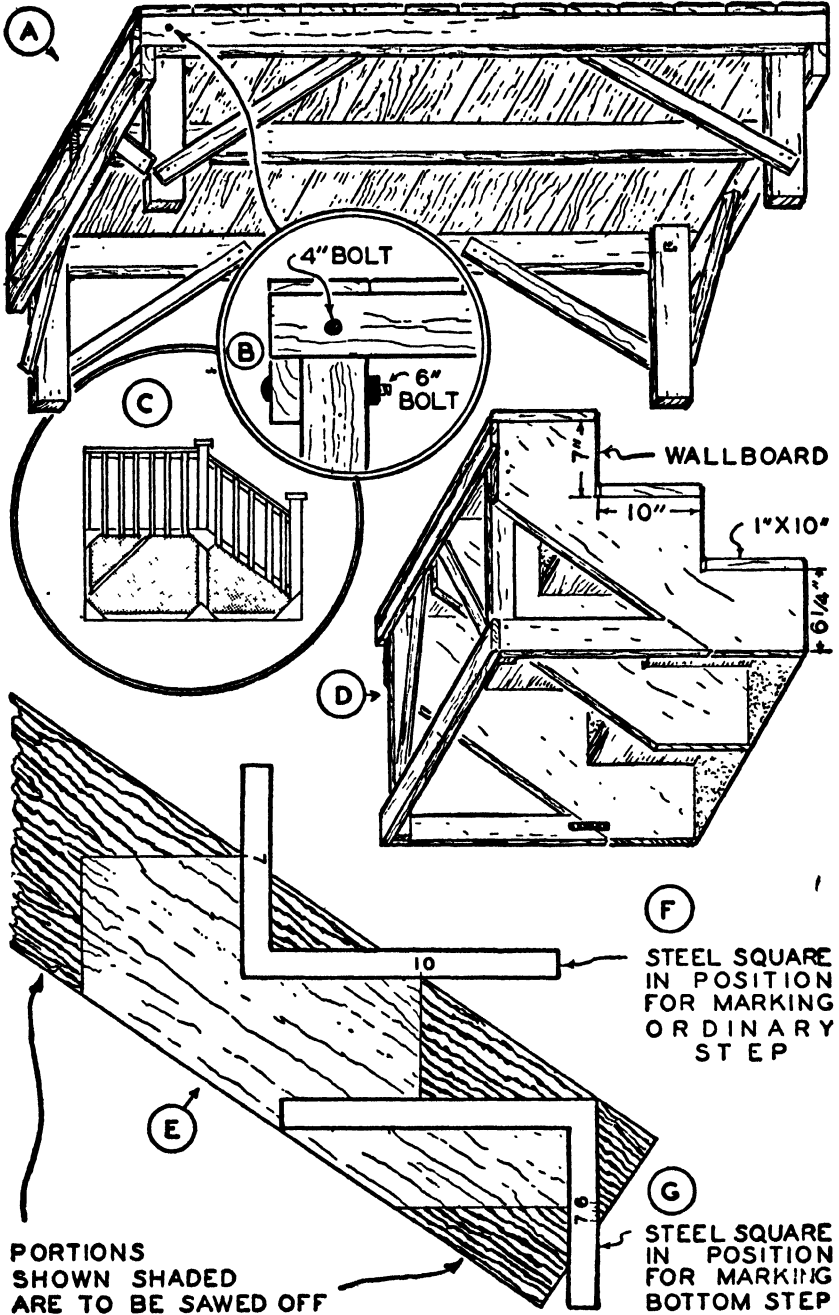 A
4" BOLT
B
6"
BOLT
C
7"
WALLBOARD
10"
1"X10"
6 1/4"
D
7
F
10
STEEL SQUARE
IN POSITION
FOR MARKING
ORDINARY
STEP
E
G
7 6
STEEL SQUARE
IN POSITION
FOR MARKING
BOTTOM STEP
PORTIONS
SHOWN SHADED
ARE TO BE SAWED OFF